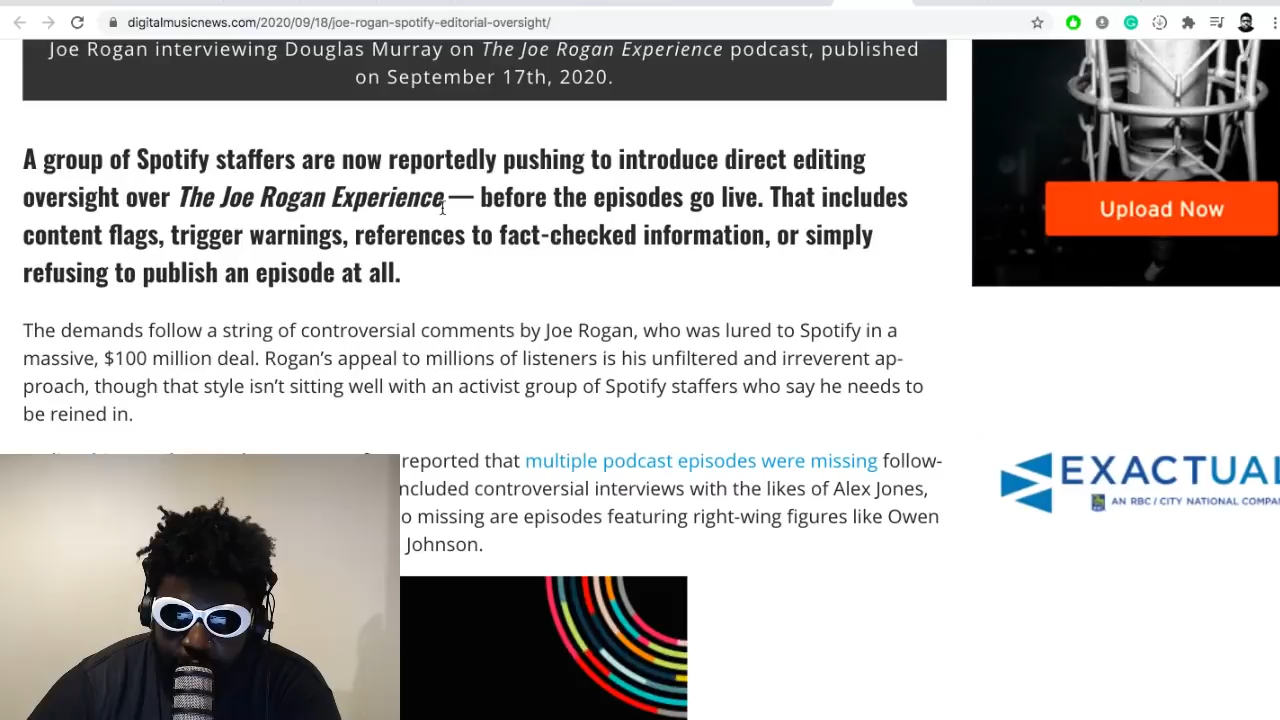 digitalmusicnews.com/2020/09/18/joe-rogan-spotify-editorial-oversight/
Joe Rogan interviewing Douglas Murray on The Joe Rogan Experience podcast, published
on September 17th, 2020.
A group of Spotify staffers are now reportedly pushing to introduce direct editing
oversight over The Joe Rogan Experience — before the episodes go live. That includes
content flags, trigger warnings, references to fact-checked information, or simply
refusing to publish an episode at all.
The demands follow a string of controversial comments by Joe Rogan, who was lured to Spotify in a
massive, $100 million deal. Rogan’s appeal to millions of listeners is his unfiltered and irreverent ap-
proach, though that style isn’t sitting well with an activist group of Spotify staffers who say he needs to
be reined in.
reported that multiple podcast episodes were missing follow-
ncluded controversial interviews with the likes of Alex Jones,
o missing are episodes featuring right-wing figures like Owen
Johnson.
Upload Now
EXACTUAL
AN RBC / CITY NATIONAL COMPAN